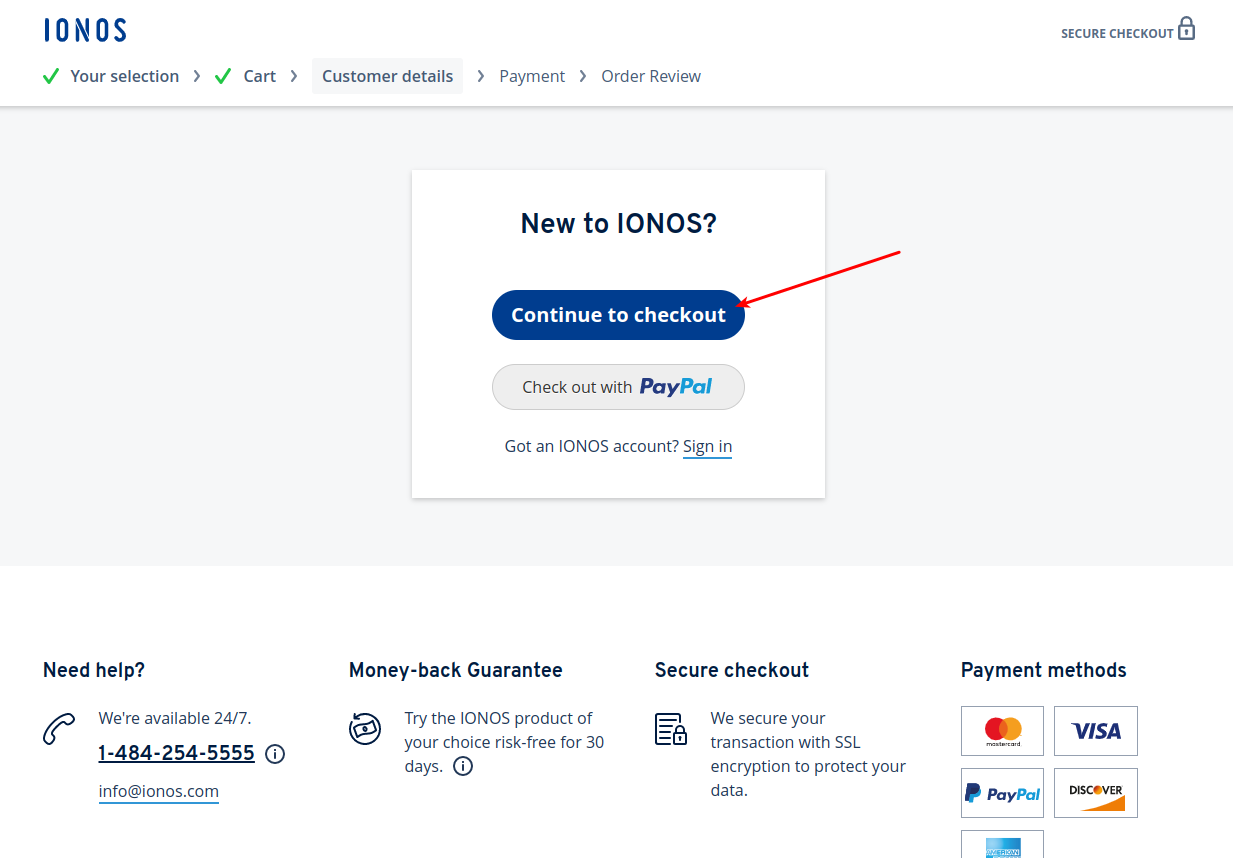 IONOS
SECURE CHECKOUT
Your selection
Cart
Customer details
Payment
Order Review
New to IONOS?
Continue to checkout
Check out with PayPal
Got an IONOS account? Sign in
Need help?
We're available 24/7.
1-484-254-5555
info@ionos.com
Money-back Guarantee
Try the IONOS product of
your choice risk-free for 30
days.
Secure checkout
We secure your
transaction with SSL
encryption to protect your
data.
Payment methods
mastercard
VISA
PayPal
DISCOVER
AMERICAN